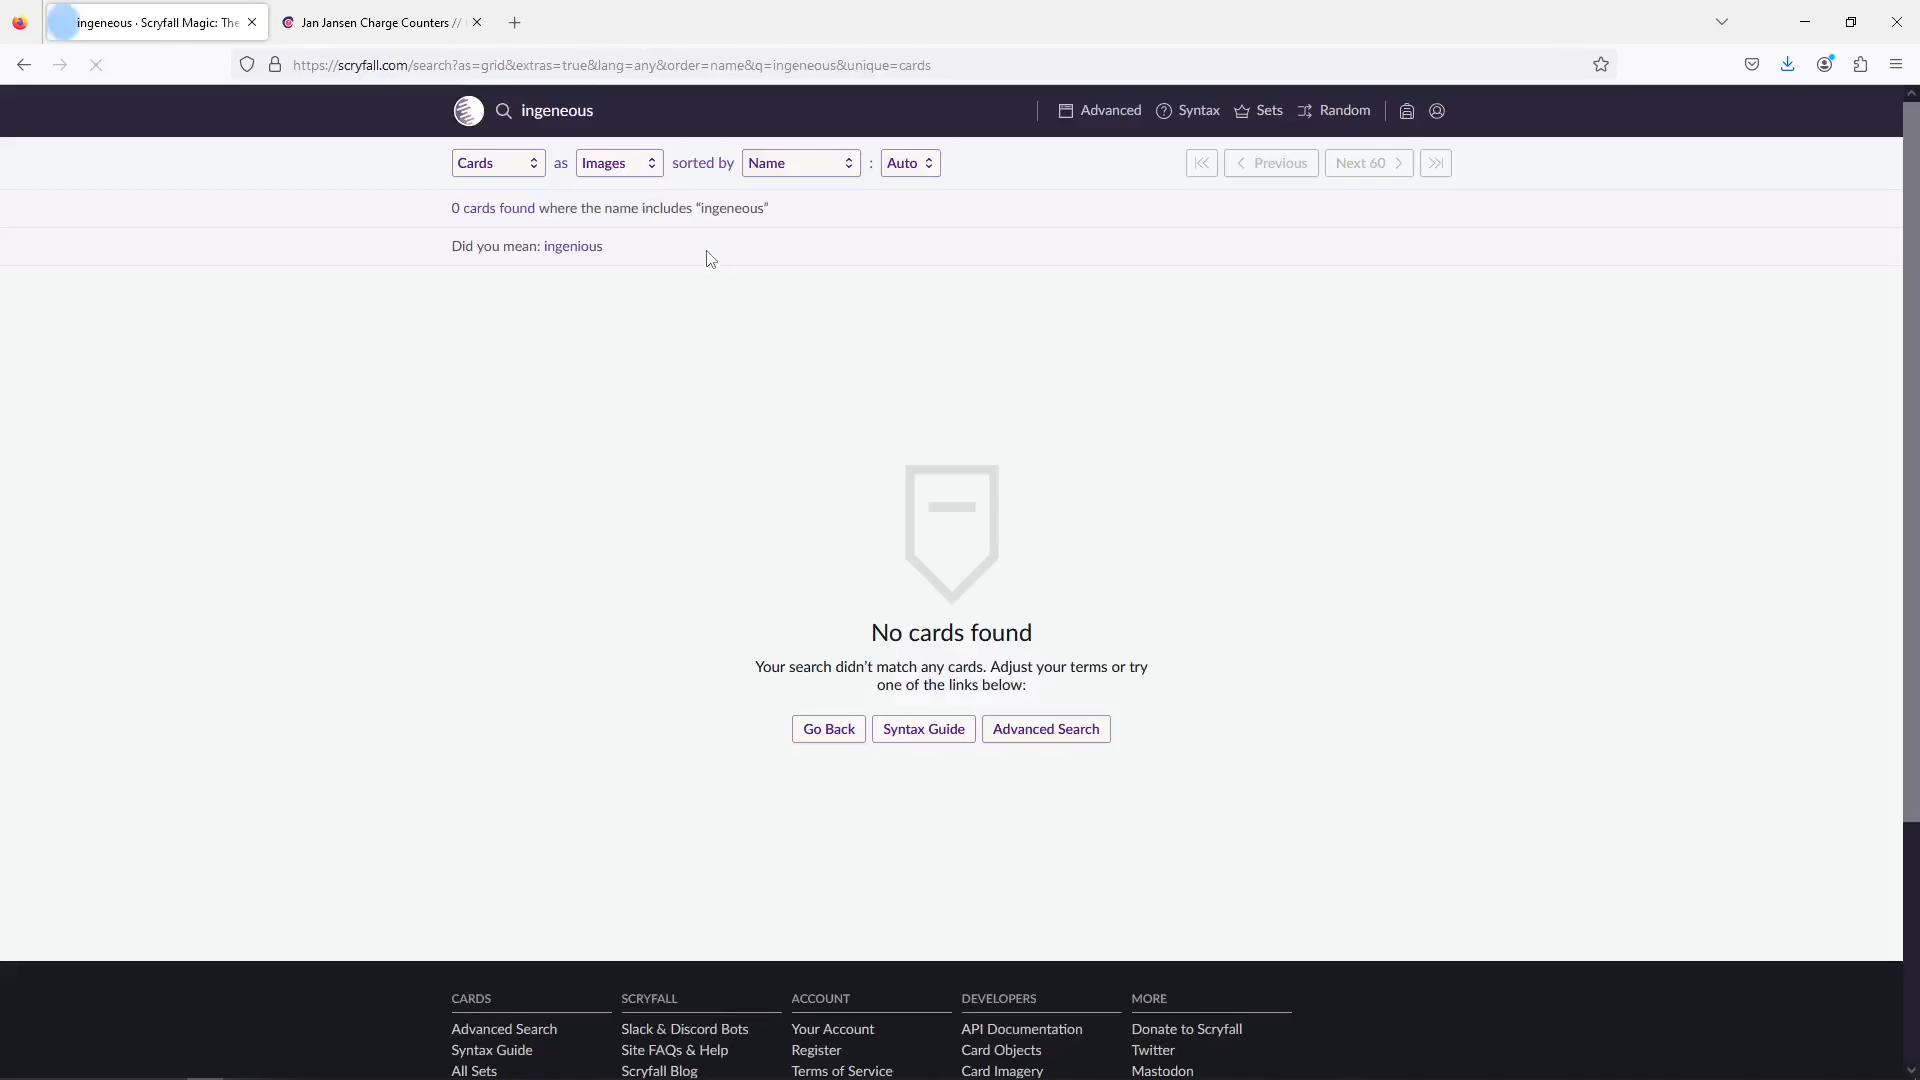 ingeneous · Scryfall Magic: The
Jan Jansen Charge Counters //
https://scryfall.com/search?as=grid&extras=true&lang=any&order=name&q=ingeneous&unique=cards
ingeneous
Advanced
Syntax
Sets
Random
Cards as Images sorted by Name : Auto
Previous
Next 60
0 cards found where the name includes “ingeneous”
Did you mean: ingenious
No cards found
Your search didn’t match any cards. Adjust your terms or try
one of the links below:
Go Back
Syntax Guide
Advanced Search
CARDS
Advanced Search
Syntax Guide
All Sets
SCRYFALL
Slack & Discord Bots
Site FAQs & Help
Scryfall Blog
ACCOUNT
Your Account
Register
Terms of Service
DEVELOPERS
API Documentation
Card Objects
Card Imagery
MORE
Donate to Scryfall
Twitter
Mastodon